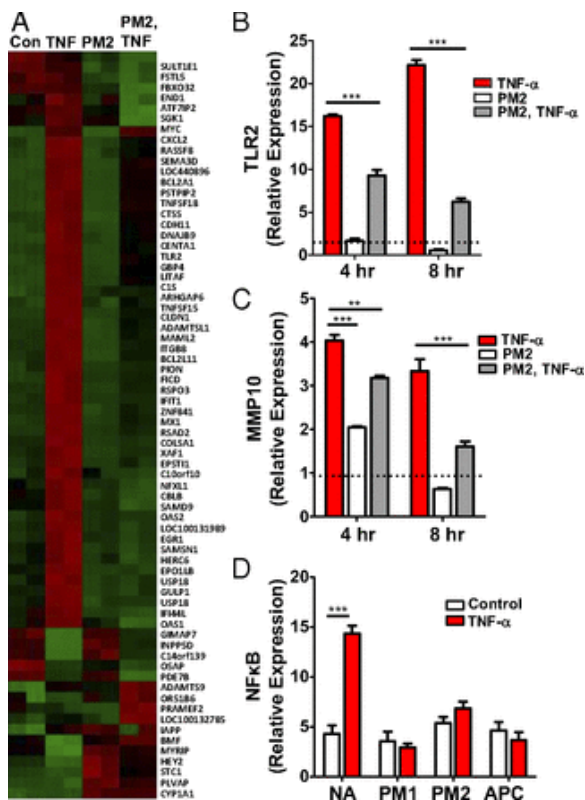 A
Con TNF PM2 PM2, TNF
SULT1E1
FSTL5
FBXO32
END1
ATF7IP2
SGK1
MYC
CXCL2
RASSF8
SEMA3D
LOC440896
BCL2A1
PSTPIP2
TNFSF18
CTSS
CDH11
DNAJB9
CENTA1
TLR2
GBP4
LITAF
C1S
ARHGAP6
TNFSF15
CLDN1
ADAMTSL1
MAML2
ITGB8
BCL2L11
PION
FICD
RSPO3
IFIT1
ZNF841
MX1
RSAD2
COL5A1
XAF1
EPSTI1
C10orf10
NFXL1
CBLB
SAMD9
OAS2
LOC100131989
EGR1
SAMSN1
HERC6
USP18
GULP1
USP18
IFI44L
OAS1
GIMAP7
INPP5D
C14orf139
OSAP
PDE7B
ADAMTS9
OR51B6
PRAMEF2
LOC100132785
IAPP
BMF
MYRIP
HEY2
STC1
PLVAP
CYP1A1
B
TLR2
(Relative Expression)
25
20
15
10
5
0
***
***
4 hr
8 hr
TNF-α
PM2
PM2, TNF-α
C
MMP10
(Relative Expression)
5
4
3
2
1
0
**
***
***
4 hr
8 hr
TNF-α
PM2
PM2, TNF-α
D
NFκB
(Relative Expression)
20
15
10
5
0
***
NA
PM1
PM2
APC
Control
TNF-α